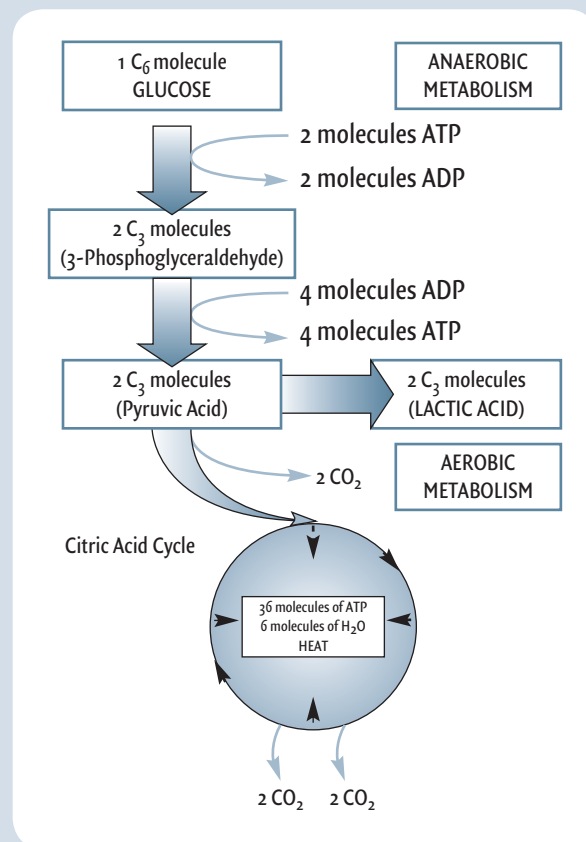 1 C6 molecule
GLUCOSE
ANAEROBIC
METABOLISM
2 molecules ATP
2 molecules ADP
2 C3 molecules
(3-Phosphoglyceraldehyde)
4 molecules ADP
4 molecules ATP
2 C3 molecules
(Pyruvic Acid)
2 C3 molecules
(LACTIC ACID)
2 CO2
AEROBIC
METABOLISM
Citric Acid Cycle
36 molecules of ATP
6 molecules of H2O
HEAT
2 CO2
2 CO2